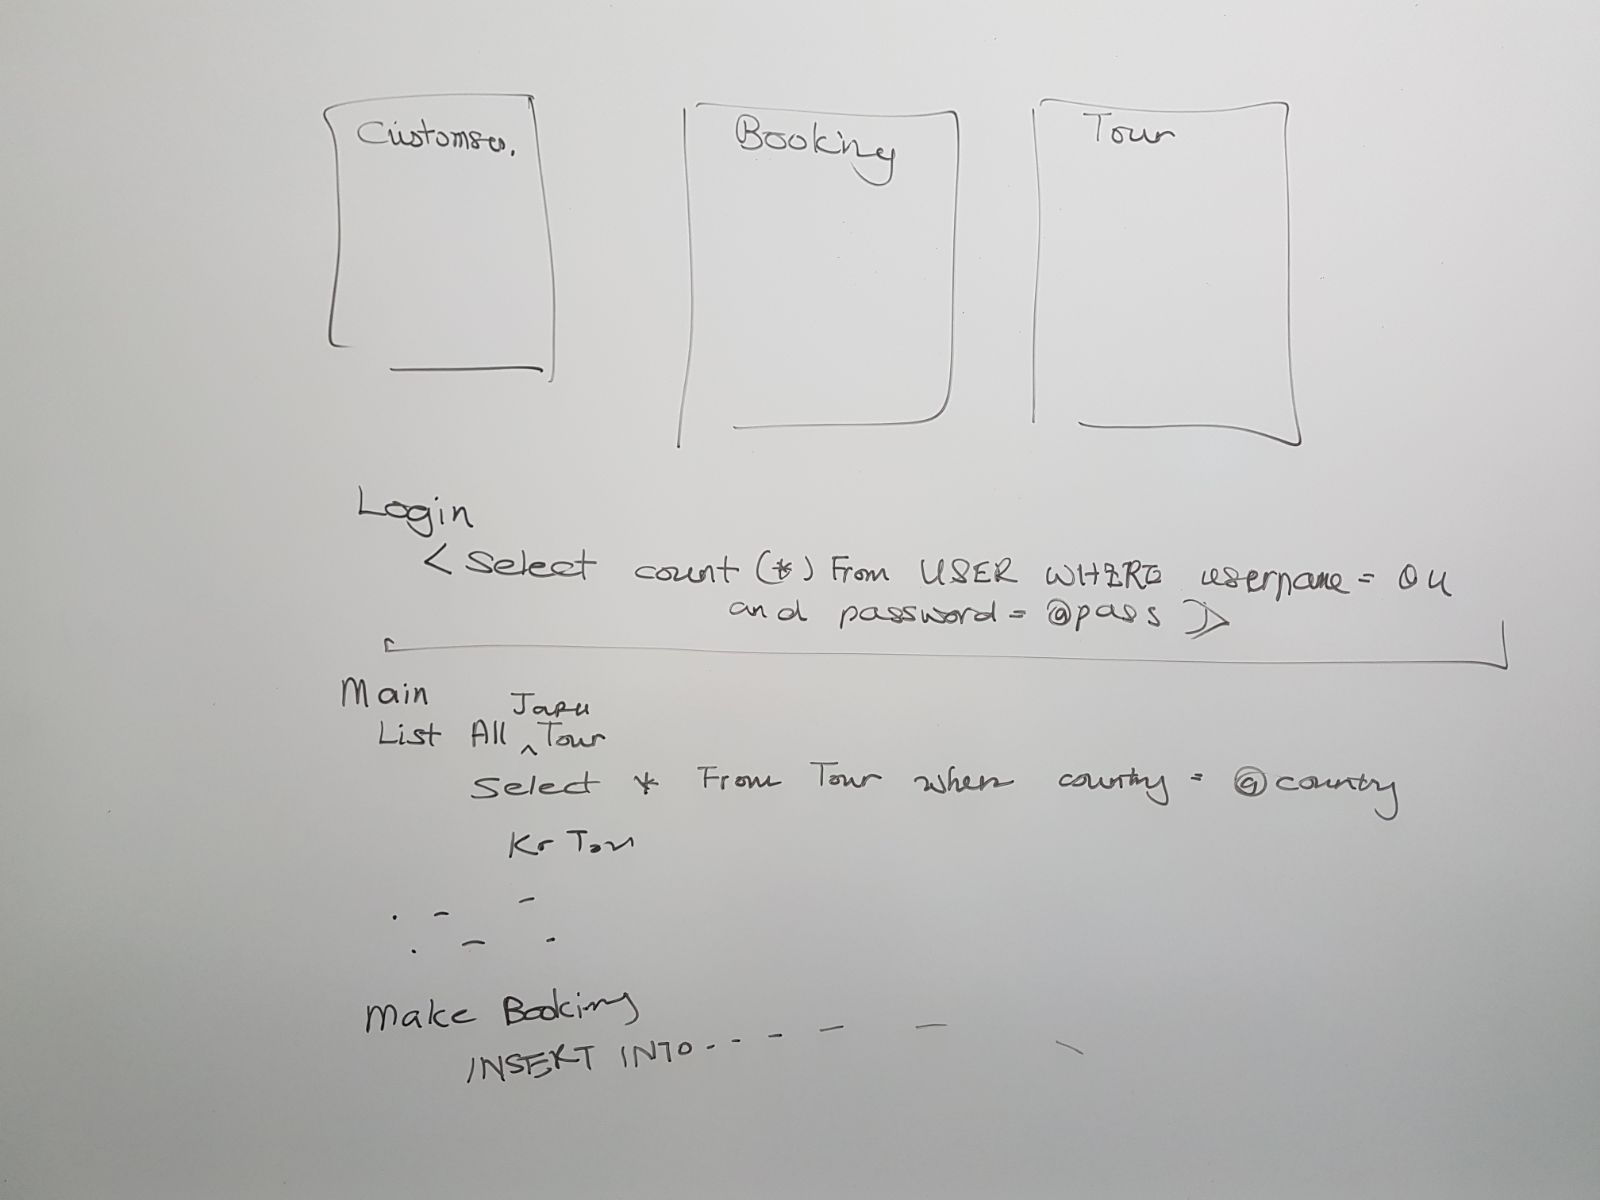 Customer.
Booking
Tour
Login
< Select count (*) From USER WHERE username = @u
and password = @pass >>
Main
List All ^ Tour
Select * From Tour where country = @country
Kr Tour
Make Booking
INSERT INTO - - - - -